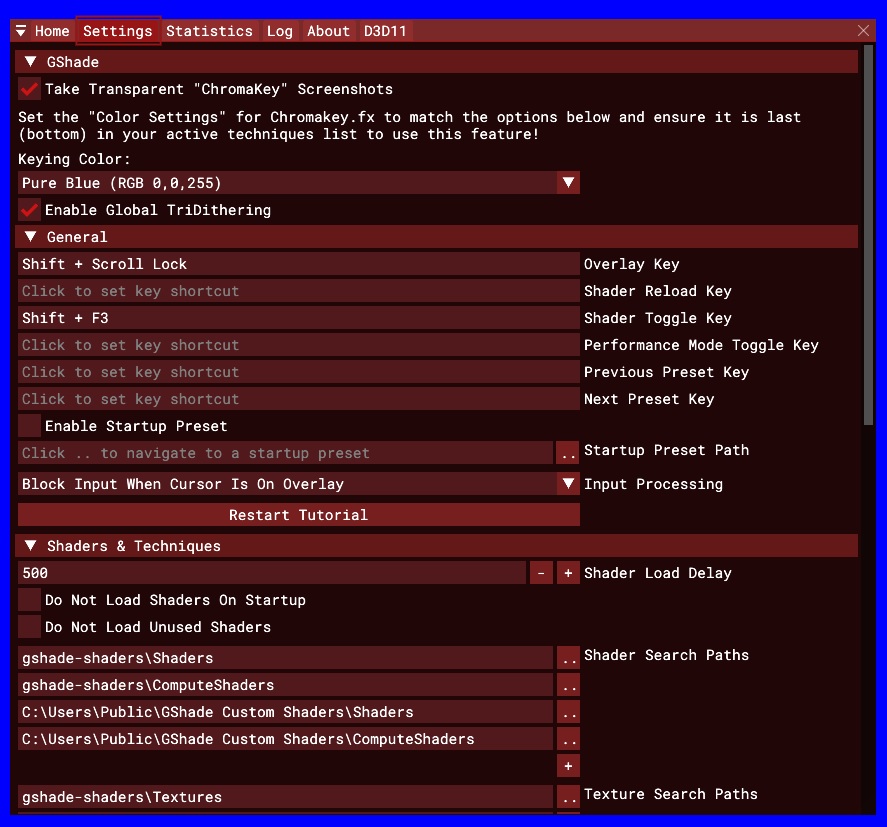 Home Settings Statistics Log About D3D11
GShade
Take Transparent "ChromaKey" Screenshots
Set the "Color Settings" for Chromakey.fx to match the options below and ensure it is last
(bottom) in your active techniques list to use this feature!
Keying Color:
Pure Blue (RGB 0,0,255)
Enable Global TriDithering
General
Shift + Scroll Lock Overlay Key
Click to set key shortcut Shader Reload Key
Shift + F3 Shader Toggle Key
Click to set key shortcut Performance Mode Toggle Key
Click to set key shortcut Previous Preset Key
Click to set key shortcut Next Preset Key
Enable Startup Preset
Click .. to navigate to a startup preset .. Startup Preset Path
Block Input When Cursor Is On Overlay Input Processing
Restart Tutorial
Shaders & Techniques
500 - + Shader Load Delay
Do Not Load Shaders On Startup
Do Not Load Unused Shaders
gshade-shaders\Shaders .. Shader Search Paths
gshade-shaders\ComputeShaders ..
C:\Users\Public\GShade Custom Shaders\Shaders ..
C:\Users\Public\GShade Custom Shaders\ComputeShaders ..
+
gshade-shaders\Textures .. Texture Search Paths